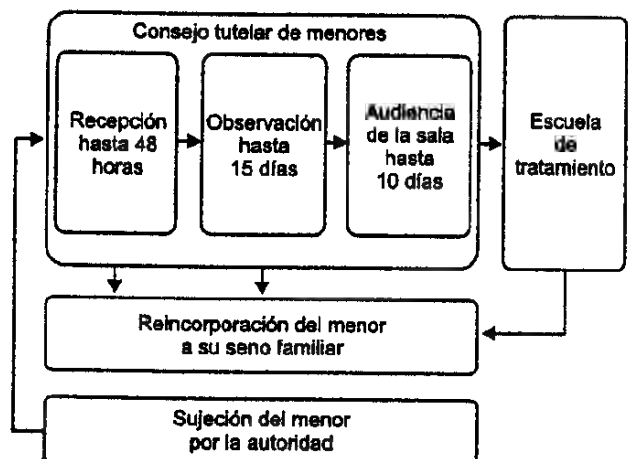 Consejo tutelar de menores
Recepción
hasta 48
horas
Observación
hasta
15 días
Audiencia
de la sala
hasta
10 días
Escuela
de
tratamiento
Reincorporación del menor
a su seno familiar
Sujeción del menor
por la autoridad